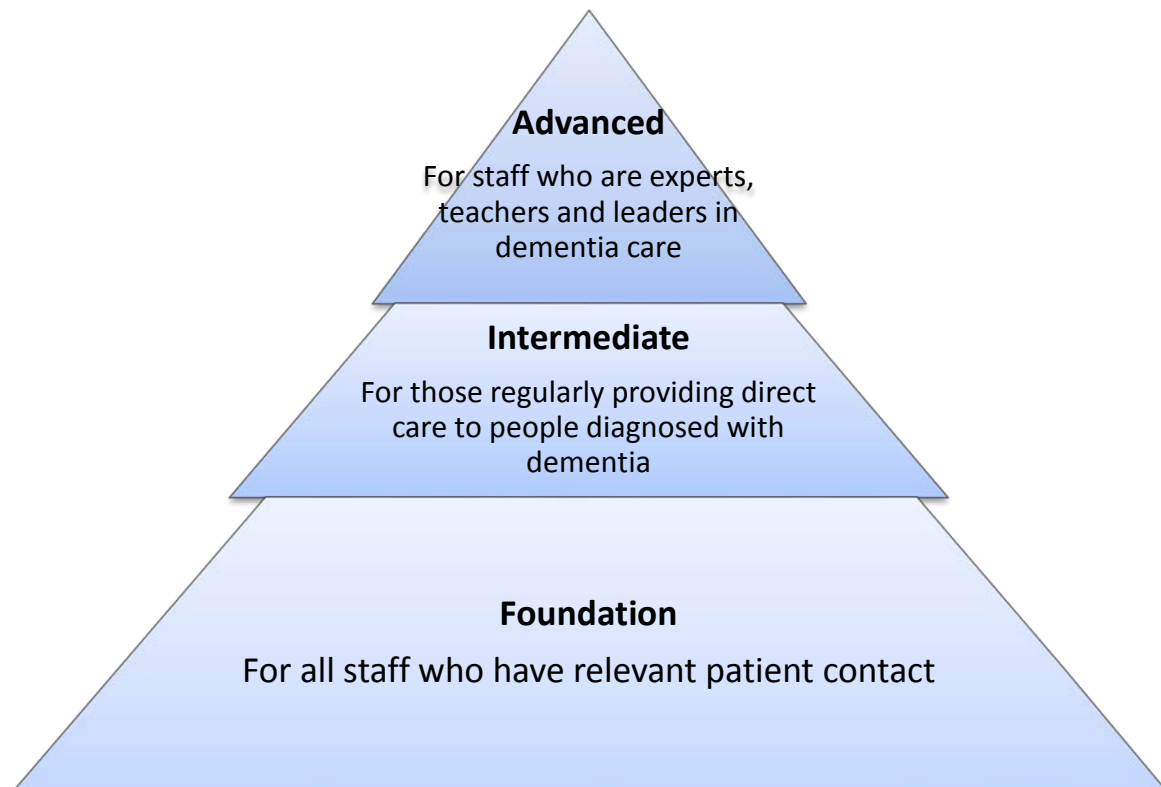 Advanced
For staff who are experts,
teachers and leaders in
dementia care
Intermediate
For those regularly providing direct
care to people diagnosed with
dementia
Foundation
For all staff who have relevant patient contact